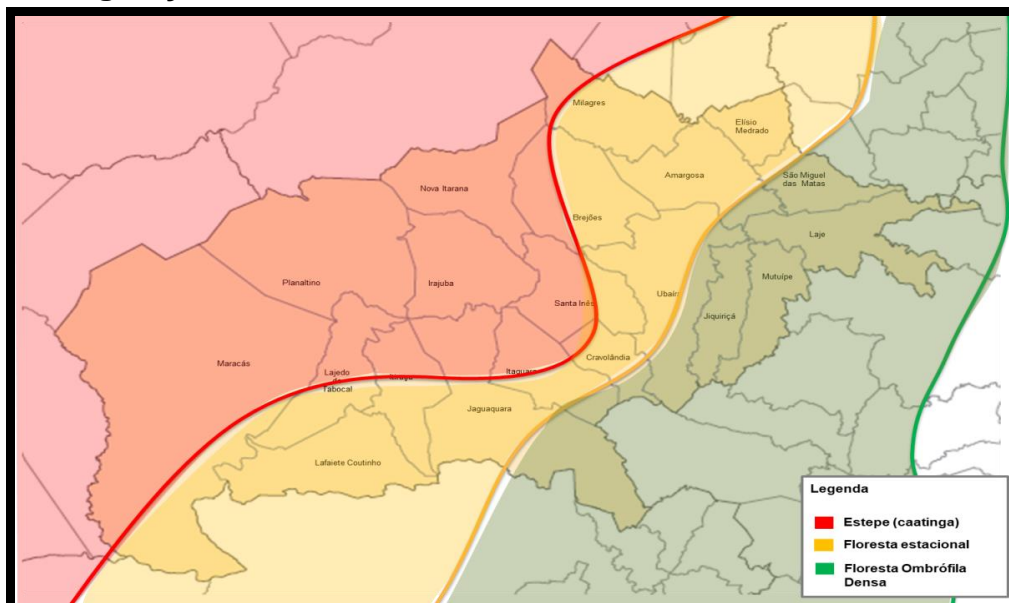 Milagres
Elísio
Medrado
Amargosa
São Miguel
das Matas
Nova Itarana
Brejões
Laje
Mutuípe
Planaltino
Irajuba
Ubaíra
Santa Inês
Jiquiriçá
Cravolândia
Maracás
Lajedo
do
Tabocal
Itaquara
Jaguaquara
Lafaiete Coutinho
Legenda
Estepe (caatinga)
Floresta estacional
Floresta Ombrófila
Densa